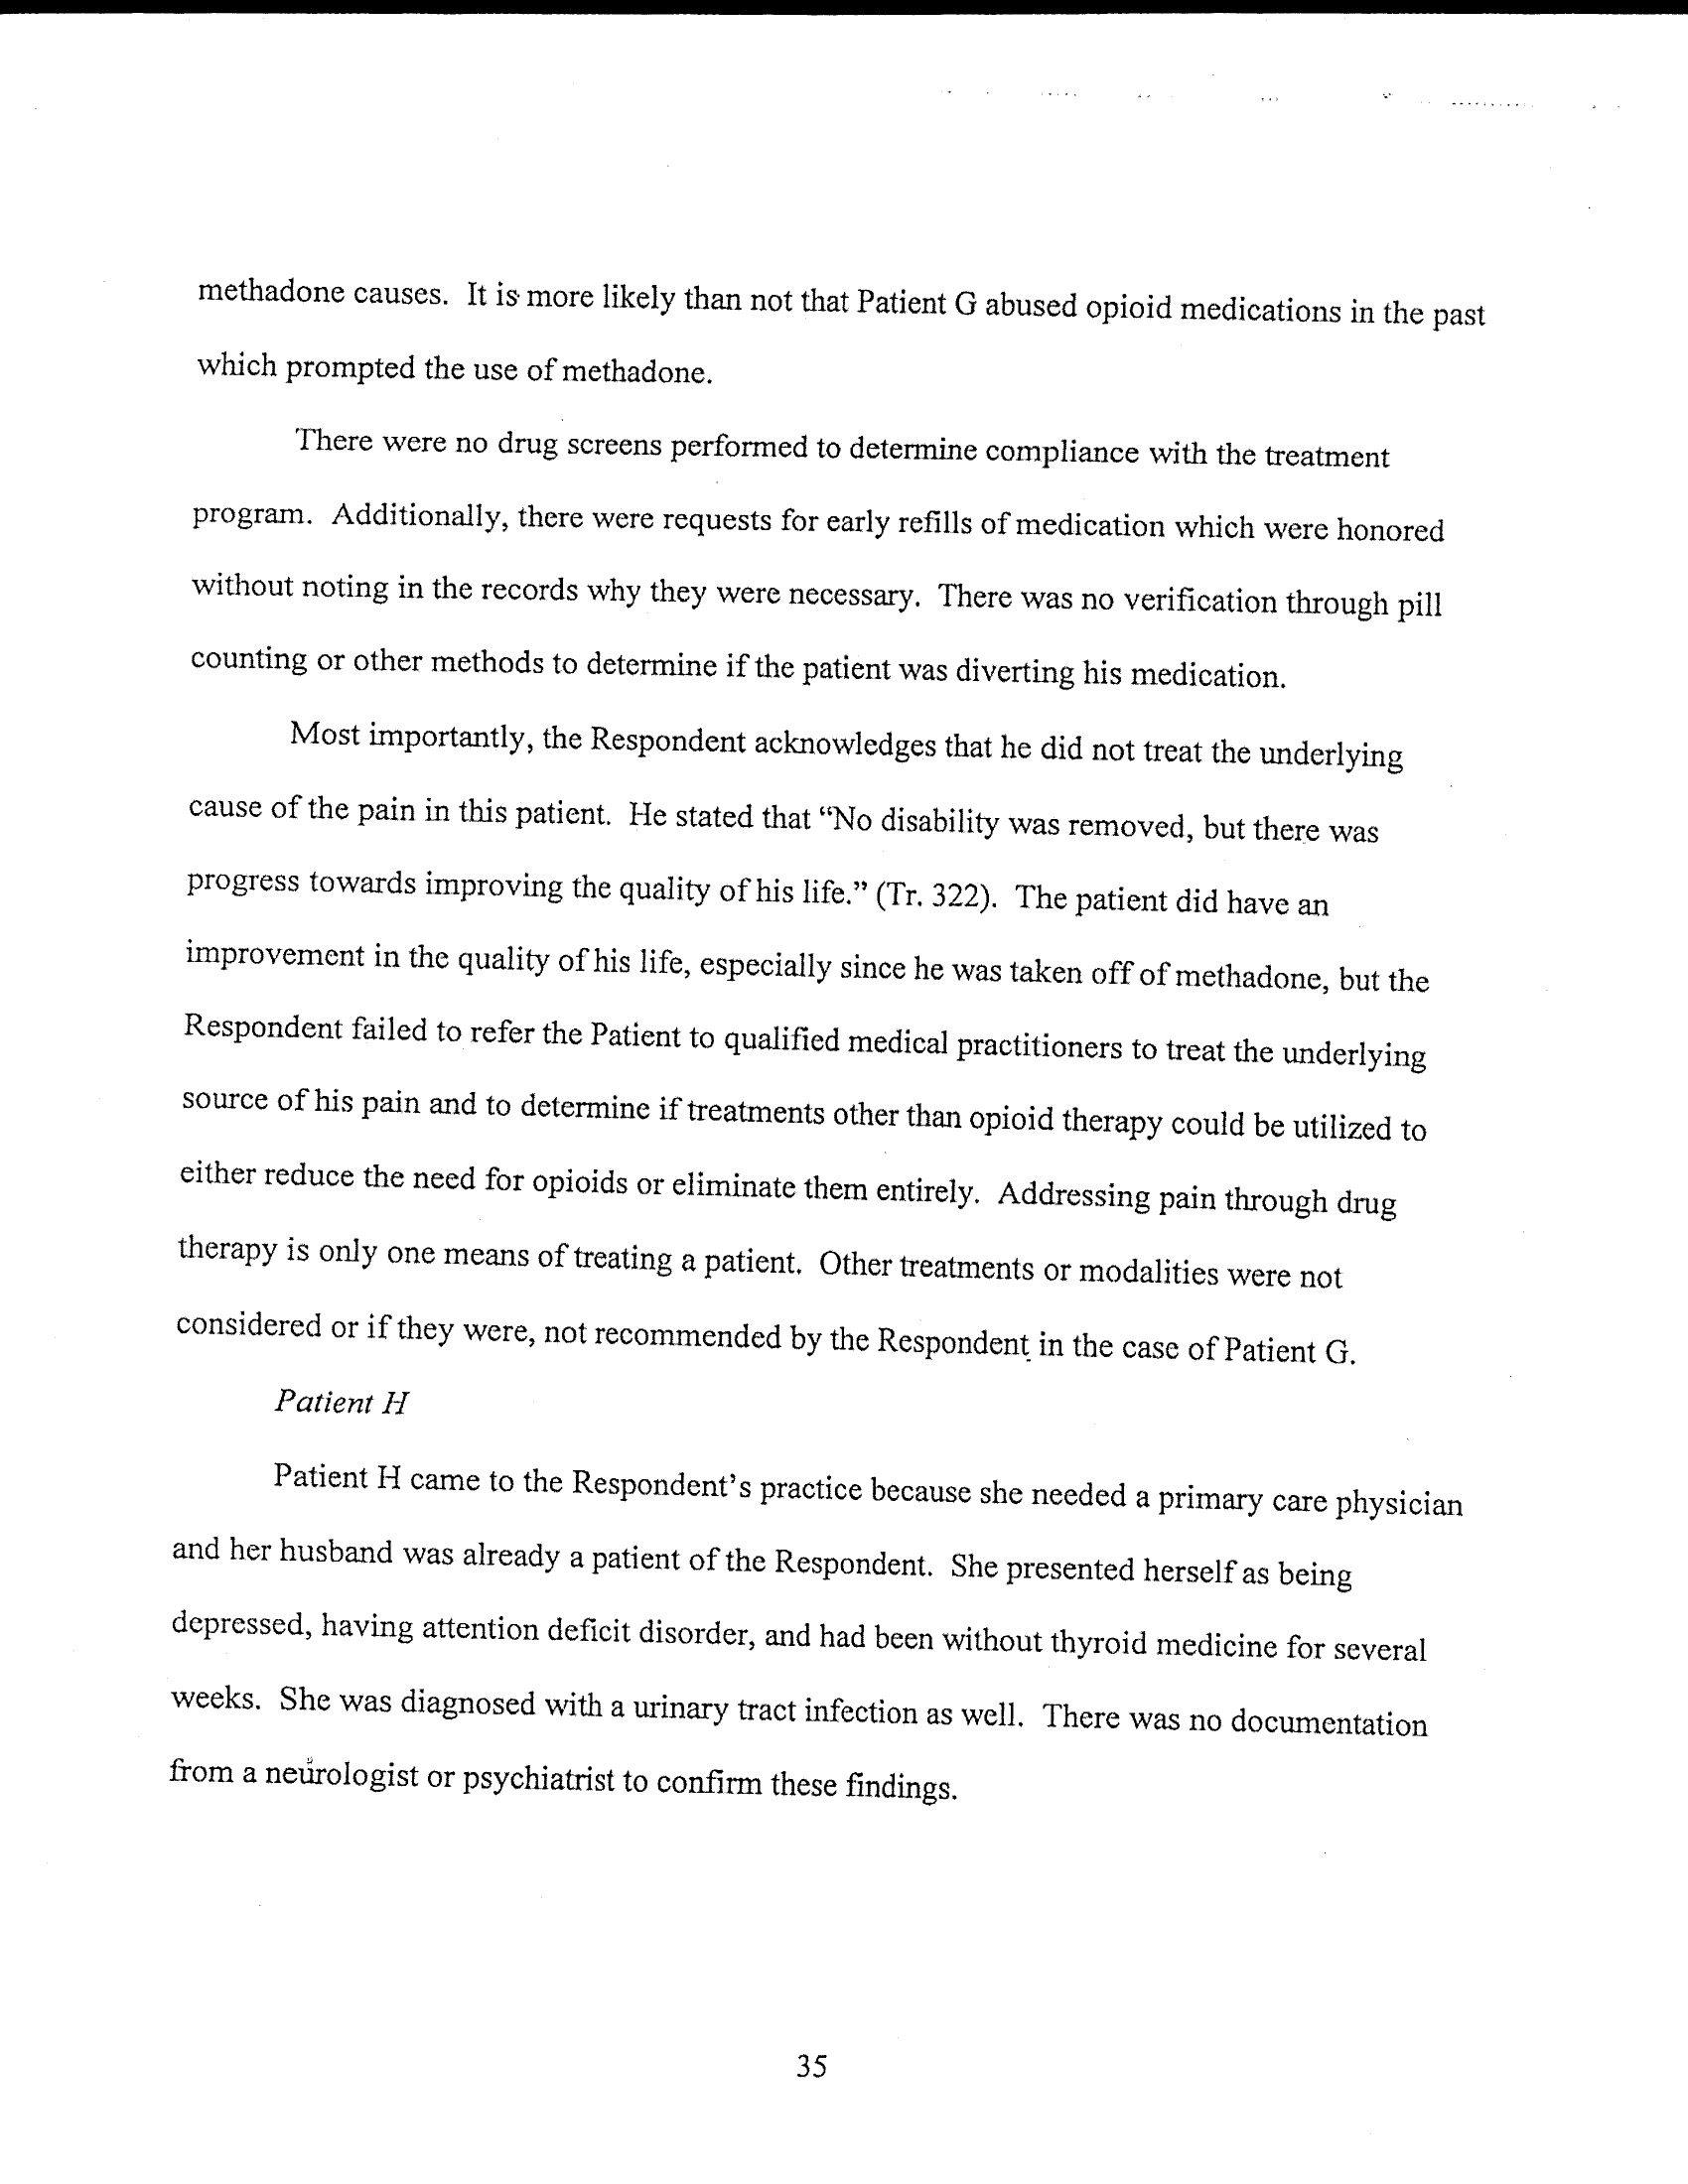 methadone causes.  It is more likely than not that Patient G abused opioid medications in the past
which prompted the use of methadone.
There were no drug screens performed to determine compliance with the treatment
program.  Additionally, there were requests for early refills of medication which were honored
without noting in the records why they were necessary.  There was no verification through pill
counting or other methods to determine if the patient was diverting his medication.
Most importantly, the Respondent acknowledges that he did not treat the underlying
cause of the pain in this patient.  He stated that “No disability was removed, but there was
progress towards improving the quality of his life.” (Tr. 322).  The patient did have an
improvement in the quality of his life, especially since he was taken off of methadone, but the
Respondent failed to refer the Patient to qualified medical practitioners to treat the underlying
source of his pain and to determine if treatments other than opioid therapy could be utilized to
either reduce the need for opioids or eliminate them entirely.  Addressing pain through drug
therapy is only one means of treating a patient.  Other treatments or modalities were not
considered or if they were, not recommended by the Respondent in the case of Patient G.
Patient H
Patient H came to the Respondent’s practice because she needed a primary care physician
and her husband was already a patient of the Respondent.  She presented herself as being
depressed, having attention deficit disorder, and had been without thyroid medicine for several
weeks.  She was diagnosed with a urinary tract infection as well.  There was no documentation
from a neurologist or psychiatrist to confirm these findings.
35